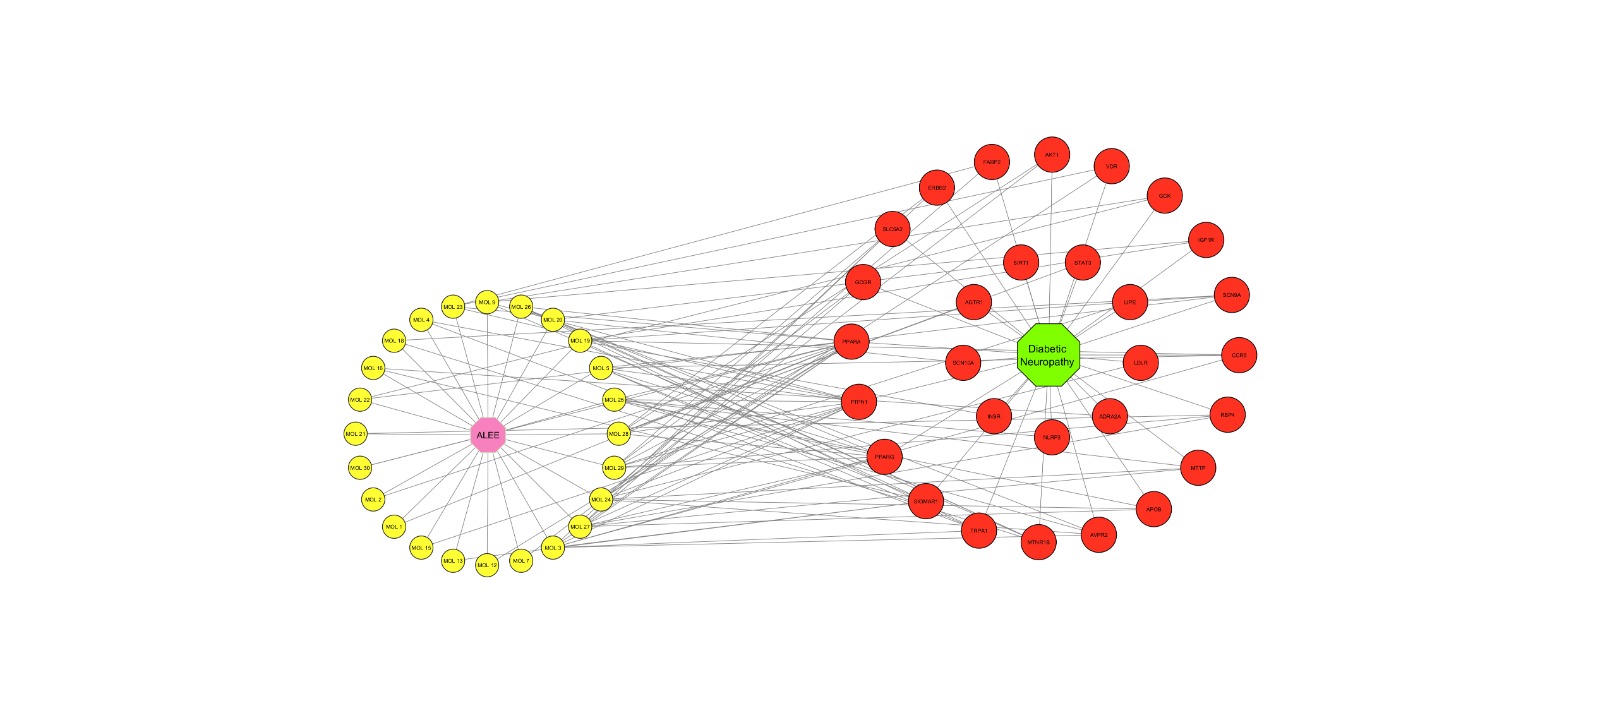 FABP2
AKT1
VDR
ERBB2
GCK
SLC5A2
IGF1R
SIRT1
STAT3
GCGR
SCN9A
AGTR1
LIPE
MOL 23
MOL 9
MOL 26
MOL 4
MOL 20
MOL 18
MOL 19
PPARA
Diabetic
Neuropathy
CCR5
SCN10A
LDLR
MOL 16
MOL 5
MOL 22
MOL 25
PTPN1
INSR
ADRA2A
RBP4
MOL 21
ALEE
MOL 28
NLRP3
PPARG
MOL 30
MOL 29
MTTP
MOL 2
MOL 24
SIGMAR1
APOB
MOL 1
MOL 27
TRPA1
AVPR2
MTNR1B
MOL 15
MOL 3
MOL 13
MOL 12
MOL 7